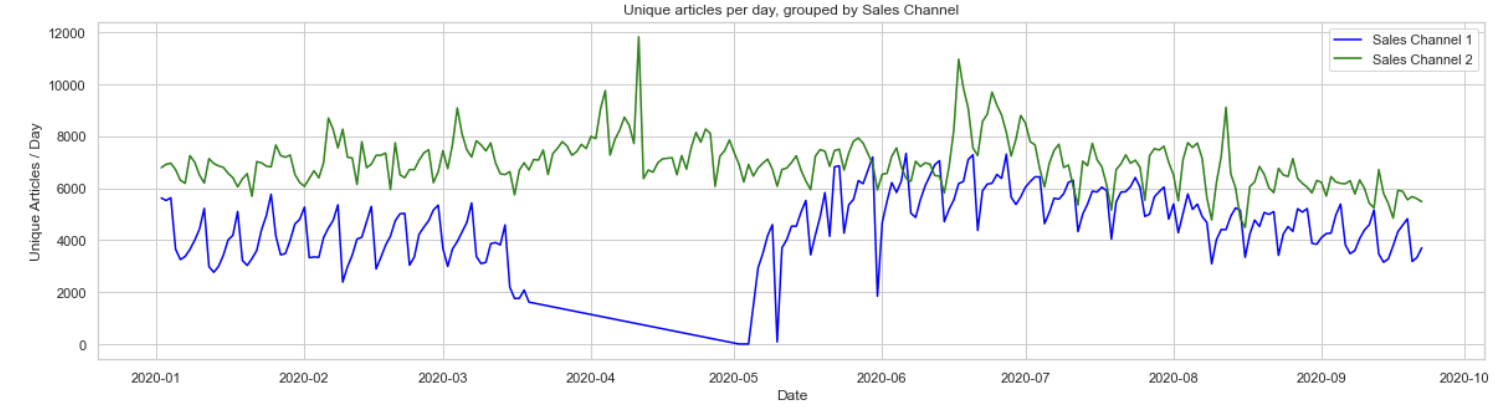 Unique articles per day, grouped by Sales Channel
Sales Channel 1
Sales Channel 2
Unique Articles / Day
12000
10000
8000
6000
4000
2000
0
2020-01 2020-02 2020-03 2020-04 2020-05 2020-06 2020-07 2020-08 2020-09 2020-10
Date